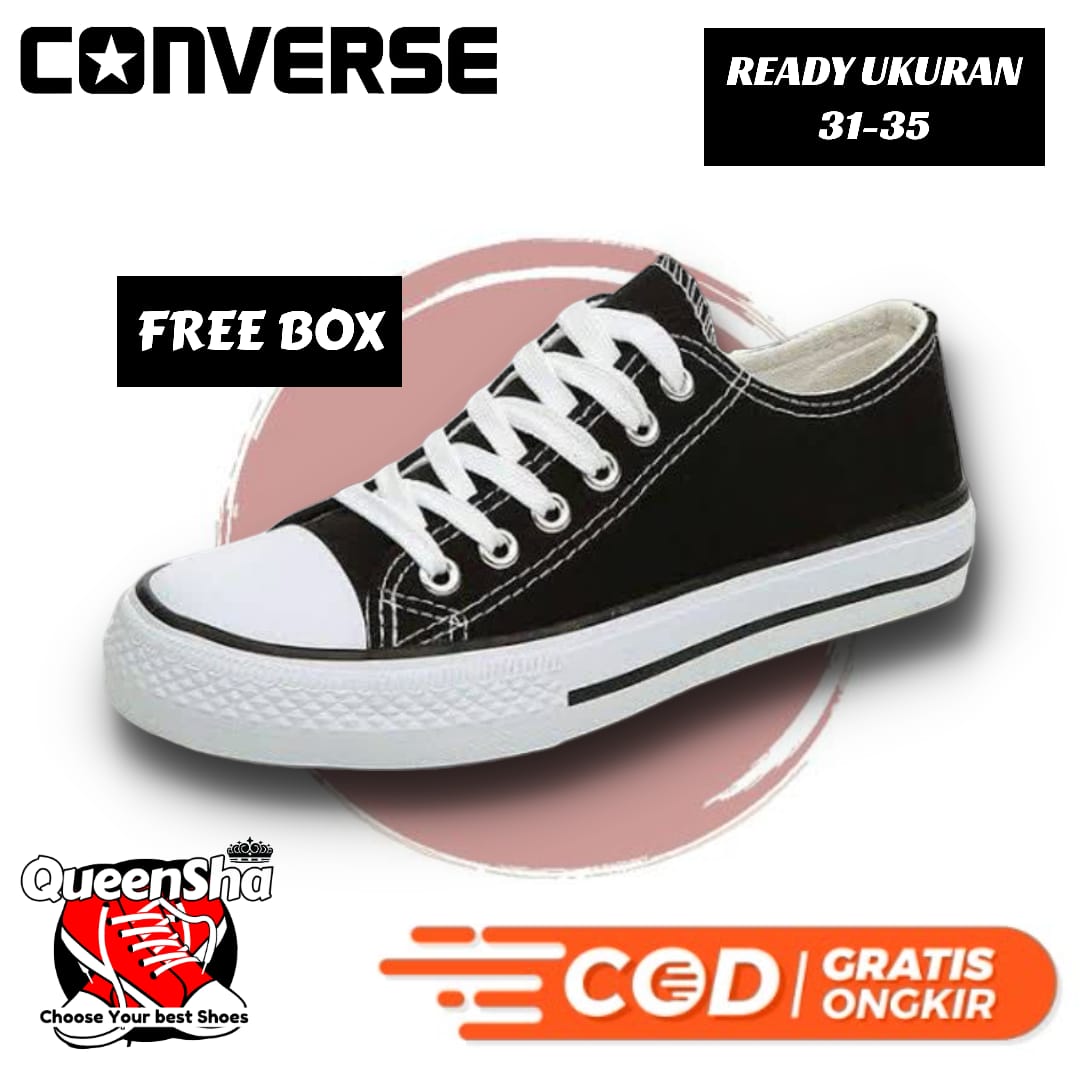 CONVERSE
READY UKURAN
31-35
FREE BOX
QueenSha
Choose Your best Shoes
COD
GRATIS
ONGKIR